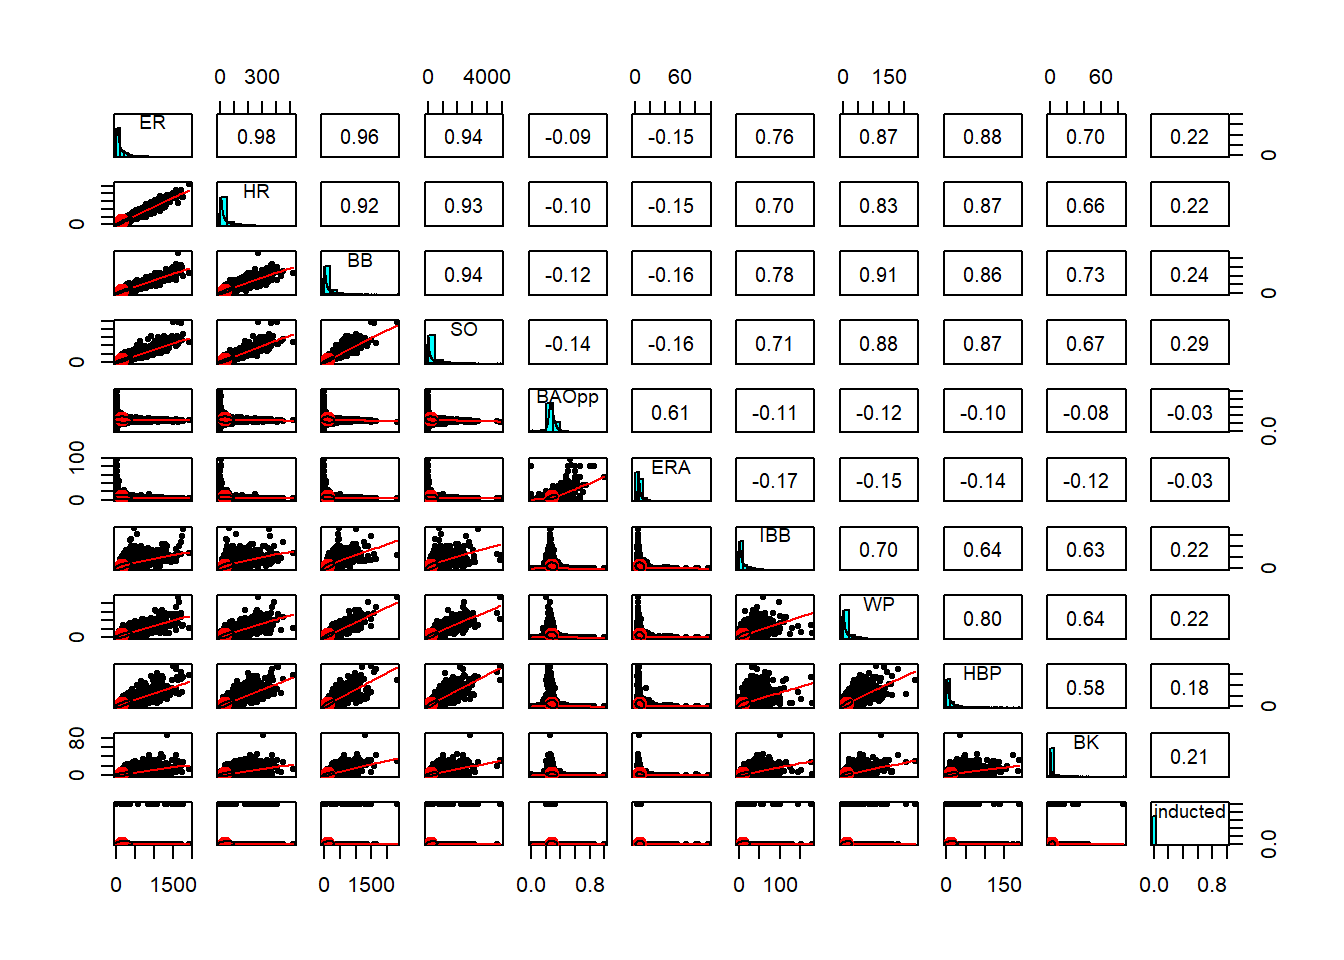 0 300 0 4000 0 60 0 150 0 60
ER 0.98 0.96 0.94 -0.09 -0.15 0.76 0.87 0.88 0.70 0.22 0
0 HR 0.92 0.93 -0.10 -0.15 0.70 0.83 0.87 0.66 0.22
BB 0.94 -0.12 -0.16 0.78 0.91 0.86 0.73 0.24 0
0 SO -0.14 -0.16 0.71 0.88 0.87 0.67 0.29
BAOpp 0.61 -0.11 -0.12 -0.10 -0.08 -0.03 0.0
0 100 ERA -0.17 -0.15 -0.14 -0.12 -0.03
IBB 0.70 0.64 0.63 0.22 0
0 WP 0.80 0.64 0.22
HBP 0.58 0.18 0
0 80 BK 0.21
inducted 0.0
0 1500 0 1500 0.0 0.8 0 100 0 150 0.0 0.8